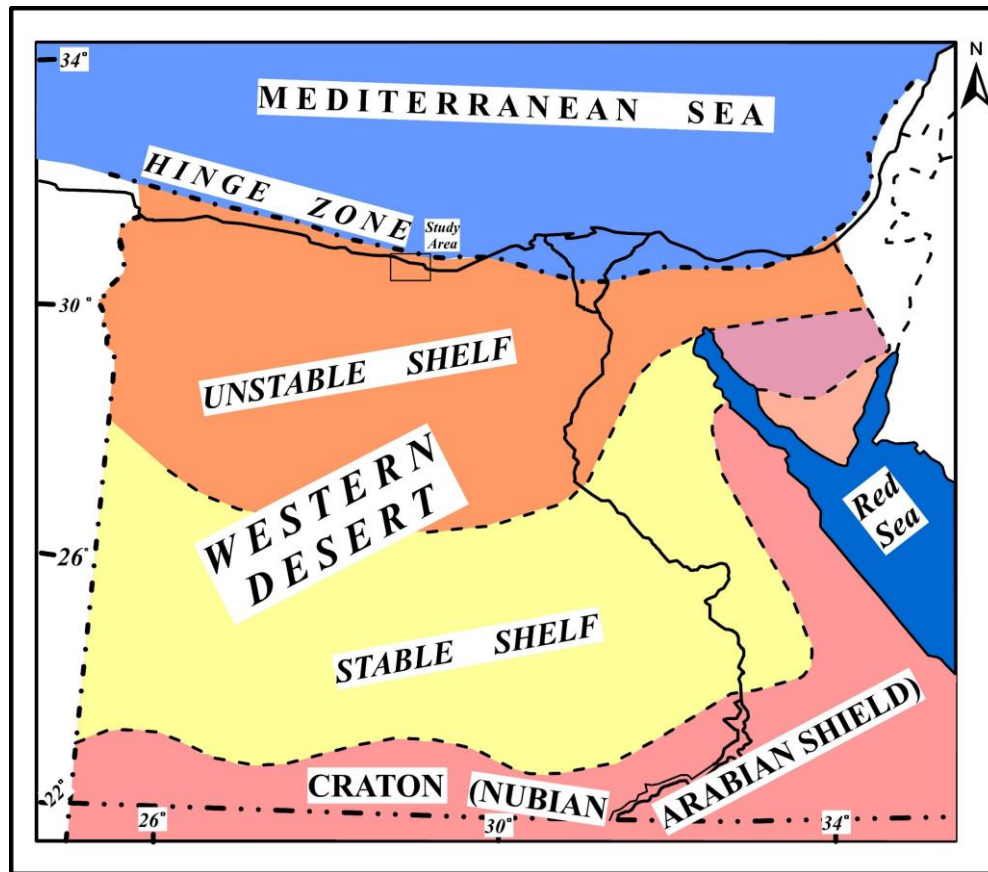 N
34°
MEDITERRANEAN SEA
HINGE ZONE
Study
Area
30°
UNSTABLE SHELF
WESTERN
DESERT
Red
Sea
26°
STABLE SHELF
ARABIAN SHIELD)
CRATON (NUBIAN
22°
26°
30°
34°